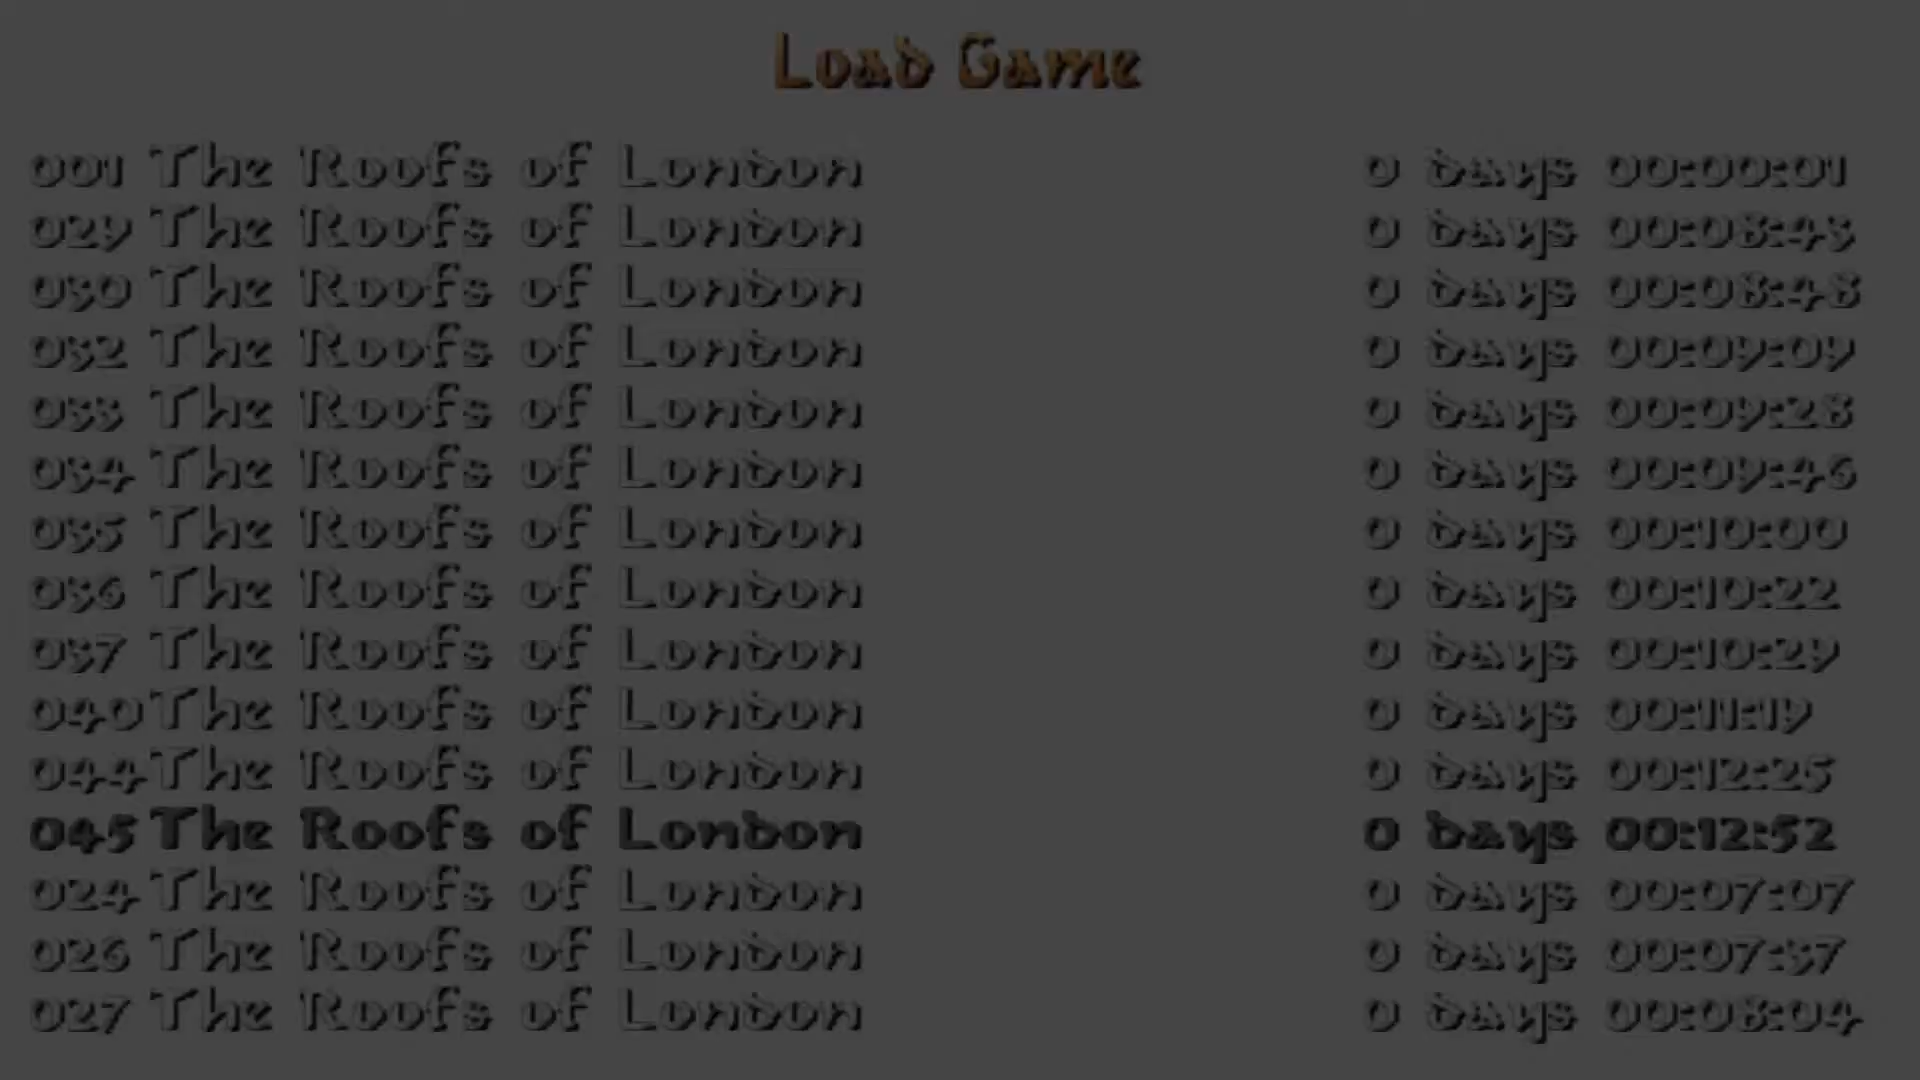 Load Game
001 The Roofs of London 0 days 00:00:01
029 The Roofs of London 0 days 00:08:43
030 The Roofs of London 0 days 00:08:48
032 The Roofs of London 0 days 00:09:09
033 The Roofs of London 0 days 00:09:28
034 The Roofs of London 0 days 00:09:46
035 The Roofs of London 0 days 00:10:00
036 The Roofs of London 0 days 00:10:22
037 The Roofs of London 0 days 00:10:29
040 The Roofs of London 0 days 00:11:19
044 The Roofs of London 0 days 00:12:25
045 The Roofs of London 0 days 00:12:52
024 The Roofs of London 0 days 00:07:07
026 The Roofs of London 0 days 00:07:37
027 The Roofs of London 0 days 00:08:04